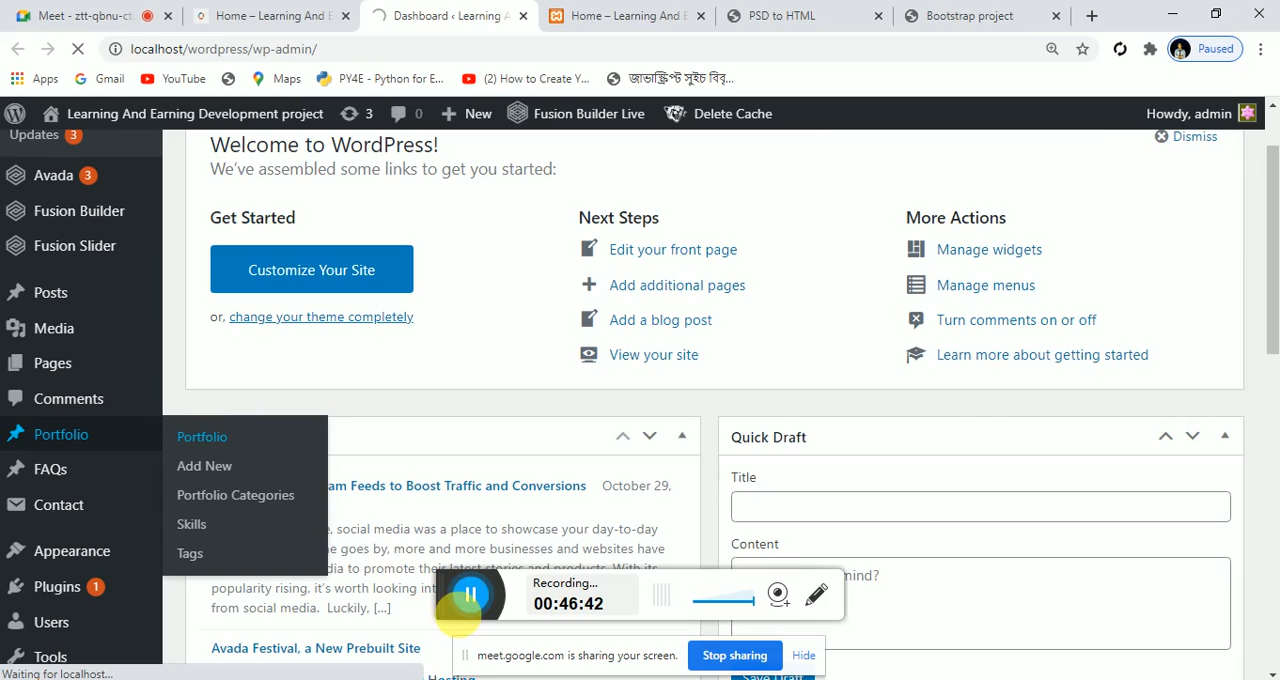 Meet - ztt-qbnu-ct
Home – Learning And E
Dashboard ‹ Learning A
Home – Learning And E
PSD to HTML
Bootstrap project
localhost/wordpress/wp-admin/
Paused
Apps
Gmail
YouTube
Maps
PY4E - Python for E...
(2) How to Create Y...
জাভাস্ক্রিপ্ট সুইচ বিবৃ...
Learning And Earning Development project
3
0
New
Fusion Builder Live
Delete Cache
Howdy, admin
Updates 3
Avada 3
Fusion Builder
Fusion Slider
Posts
Media
Pages
Comments
Portfolio
FAQs
Contact
Appearance
Plugins 1
Users
Tools
Portfolio
Add New
Portfolio Categories
Skills
Tags
Welcome to WordPress!
Dismiss
We’ve assembled some links to get you started:
Get Started
Customize Your Site
or, change your theme completely
Next Steps
Edit your front page
Add additional pages
Add a blog post
View your site
More Actions
Manage widgets
Manage menus
Turn comments on or off
Learn more about getting started
am Feeds to Boost Traffic and Conversions October 29,
, social media was a place to showcase your day-to-day
e goes by, more and more businesses and websites have
dia to promote their latest stories and products. With its
popularity rising, it’s worth looking int
from social media. Luckily, [...]
Avada Festival, a New Prebuilt Site
Hosting
Quick Draft
Title
Content
mind?
Save Draft
Recording...
00:46:42
meet.google.com is sharing your screen.
Stop sharing
Hide
Waiting for localhost...